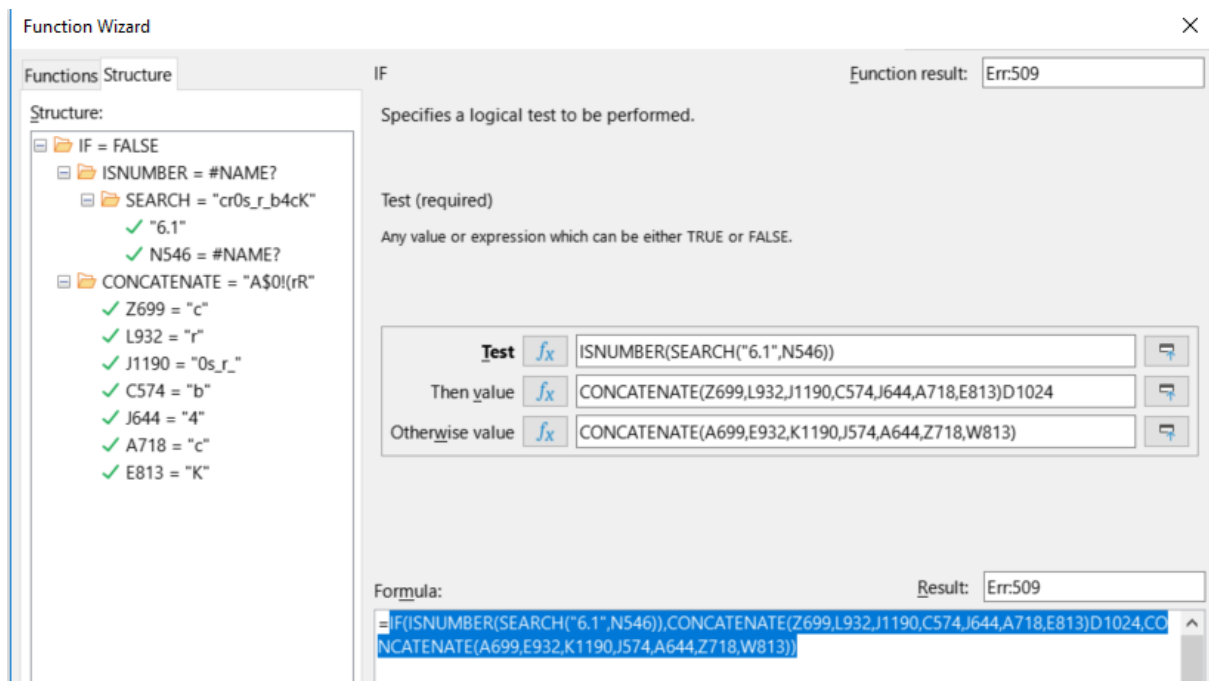 Function Wizard
Functions Structure
Structure:
IF = FALSE
ISNUMBER = #NAME?
SEARCH = "cr0s_r_b4cK"
"6.1"
N546 = #NAME?
CONCATENATE = "A$0!(rR"
Z699 = "c"
L932 = "r"
J1190 = "0s_r_"
C574 = "b"
J644 = "4"
A718 = "c"
E813 = "K"
IF
Function result: Err:509
Specifies a logical test to be performed.
Test (required)
Any value or expression which can be either TRUE or FALSE.
Test fx ISNUMBER(SEARCH("6.1",N546))
Then value fx CONCATENATE(Z699,L932,J1190,C574,J644,A718,E813)D1024
Otherwise value fx CONCATENATE(A699,E932,K1190,J574,A644,Z718,W813)
Formula:
Result: Err:509
=IF(ISNUMBER(SEARCH("6.1",N546)),CONCATENATE(Z699,L932,J1190,C574,J644,A718,E813)D1024,CO
NCATENATE(A699,E932,K1190,J574,A644,Z718,W813))